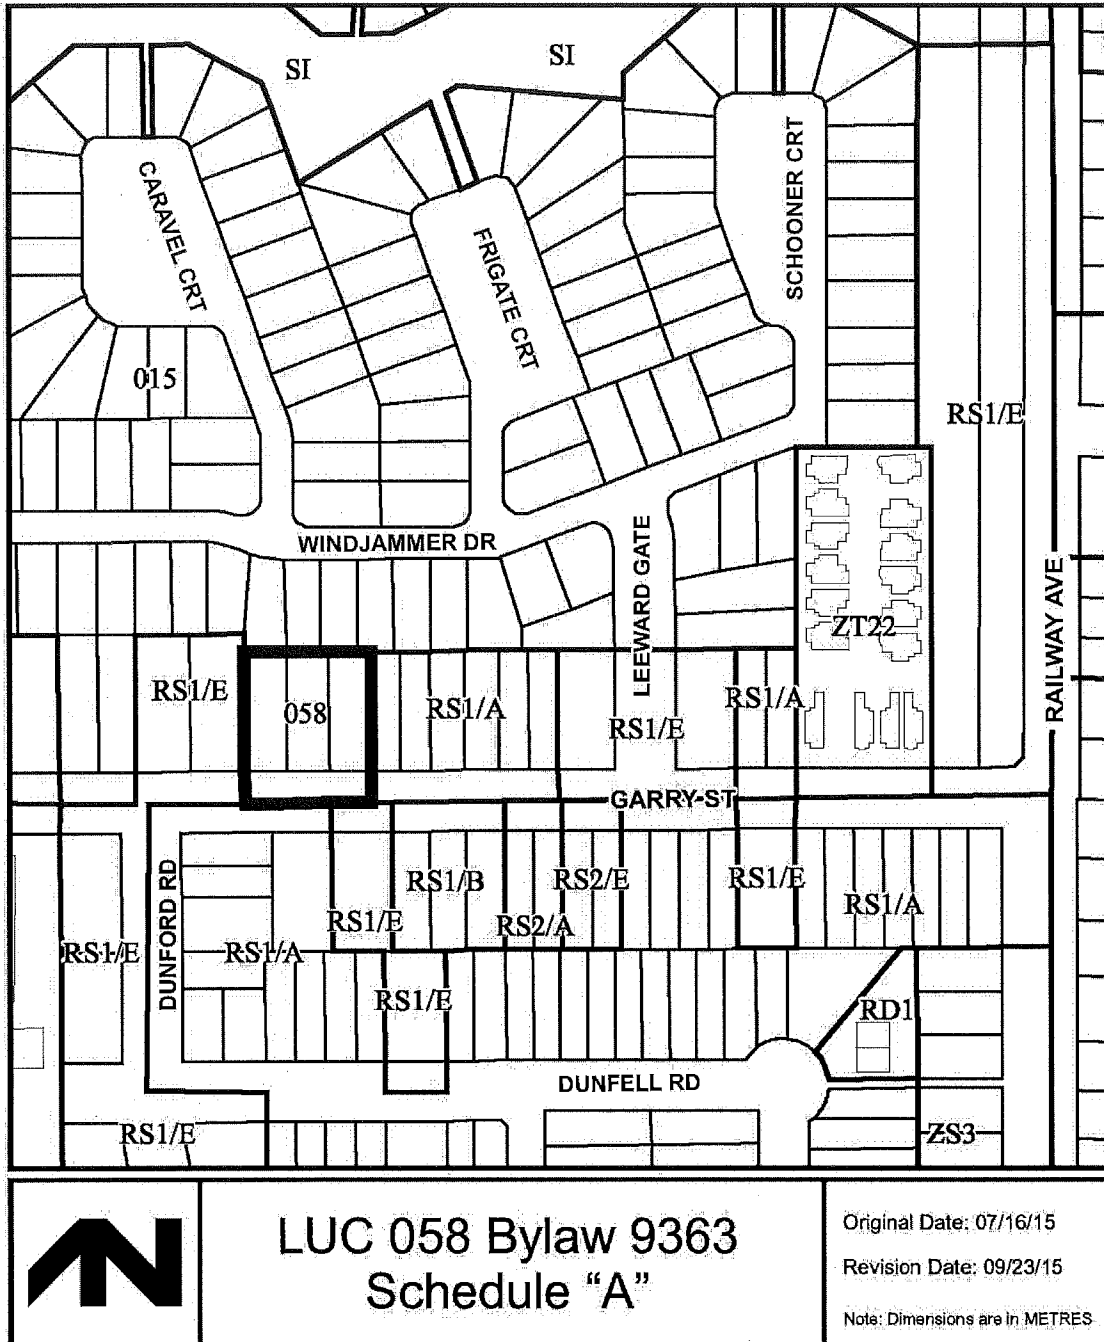 SI
SI
CARAVEL CRT
FRIGATE CRT
SCHOONER CRT
015
RS1/E
WINDJAMMER DR
LEEWARD GATE
RAILWAY AVE
ZT22
RS1/E
058
RS1/A
RS1/E
RS1/A
GARRY ST
DUNFORD RD
RS1/B
RS2/E
RS1/E
RS1/A
RS1/E
RS2/A
RS1/E
RS1/A
RS1/E
RD1
DUNFELL RD
RS1/E
ZS3
LUC 058 Bylaw 9363
Schedule “A”
Original Date: 07/16/15
Revision Date: 09/23/15
Note: Dimensions are in METRES